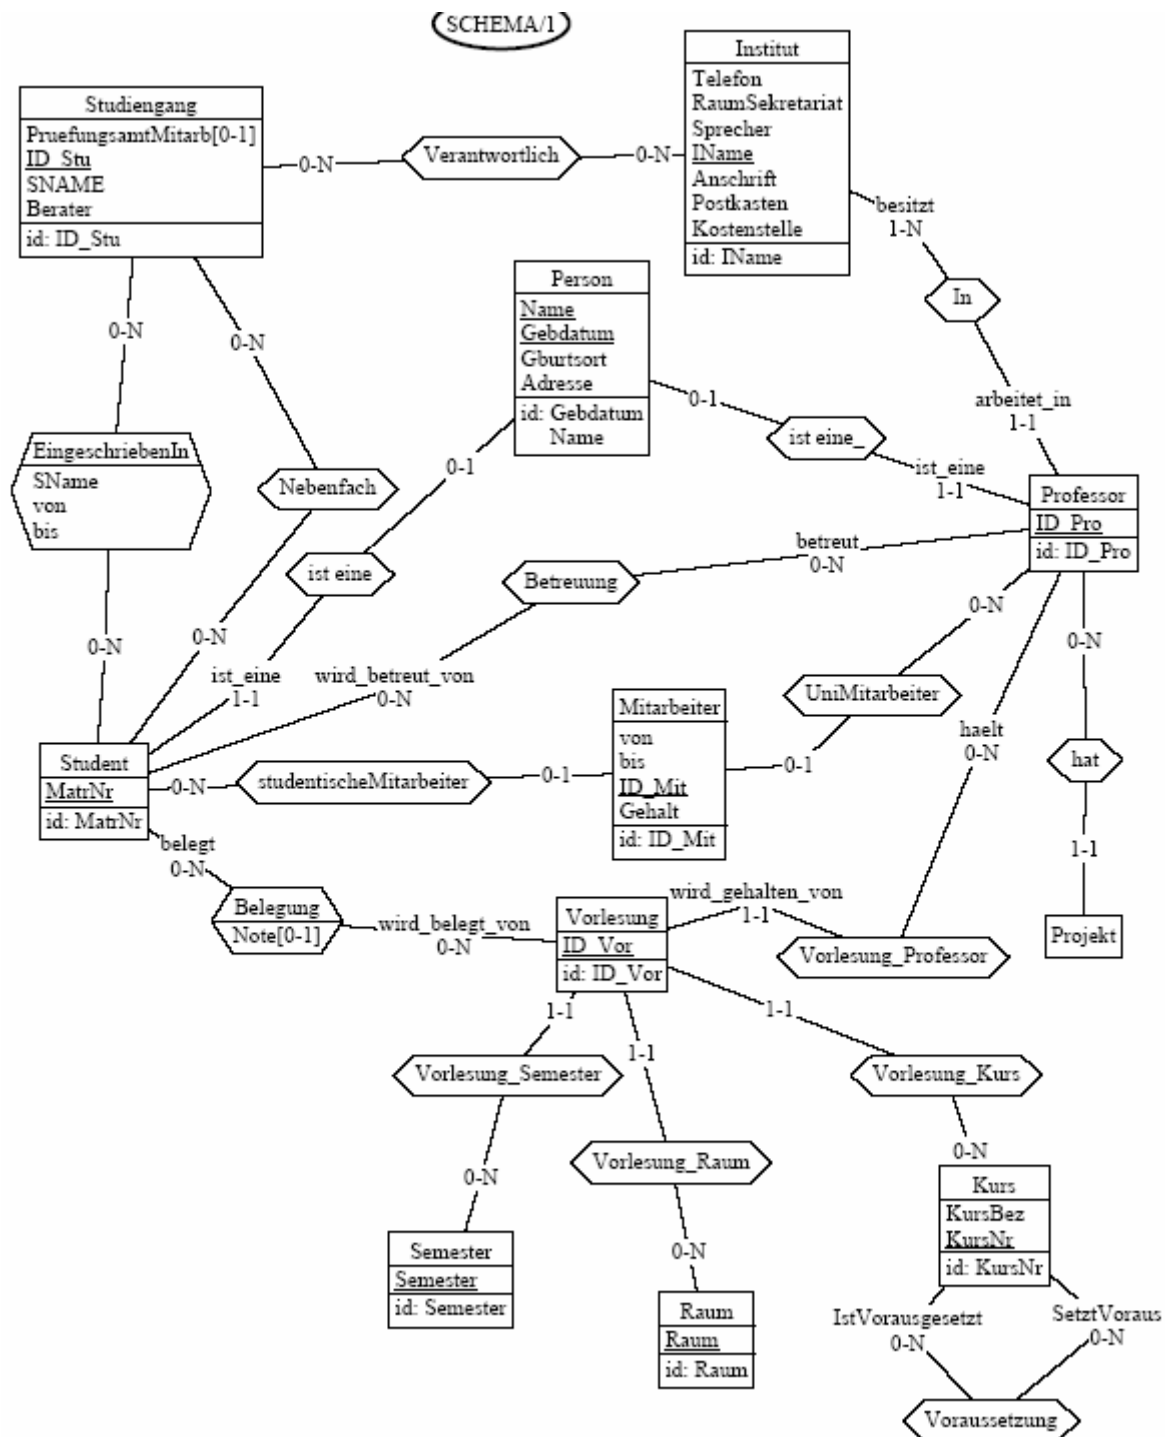 SCHEMA/1
Institut
Telefon
RaumSekretariat
Sprecher
IName
Anschrift
Postkasten
Kostenstelle
id: IName
Studiengang
PruefungsamtMitarb[0-1]
ID_Stu
SNAME
Berater
id: ID_Stu
0-N
Verantwortlich
0-N
besitzt
1-N
In
arbeitet_in
1-1
Person
Name
Gebdatum
Gburtsort
Adresse
id: Gebdatum
Name
0-1
ist eine_
ist_eine
1-1
0-N
0-N
EingeschriebenIn
SName
von
bis
Nebenfach
0-1
ist eine
Professor
ID_Pro
id: ID_Pro
betreut
0-N
Betreuung
0-N
0-N
ist_eine
1-1
wird_betreut_von
0-N
0-N
UniMitarbeiter
0-N
haelt
0-N
hat
1-1
Projekt
Mitarbeiter
von
bis
ID_Mit
Gehalt
id: ID_Mit
0-1
Student
MatrNr
id: MatrNr
0-N
studentischeMitarbeiter
0-1
belegt
0-N
Belegung
Note[0-1]
wird_belegt_von
0-N
Vorlesung
ID_Vor
id: ID_Vor
wird_gehalten_von
1-1
Vorlesung_Professor
1-1
Vorlesung_Semester
0-N
Semester
Semester
id: Semester
1-1
Vorlesung_Raum
0-N
Raum
Raum
id: Raum
1-1
Vorlesung_Kurs
0-N
Kurs
KursBez
KursNr
id: KursNr
IstVorausgesetzt
0-N
SetztVoraus
0-N
Voraussetzung